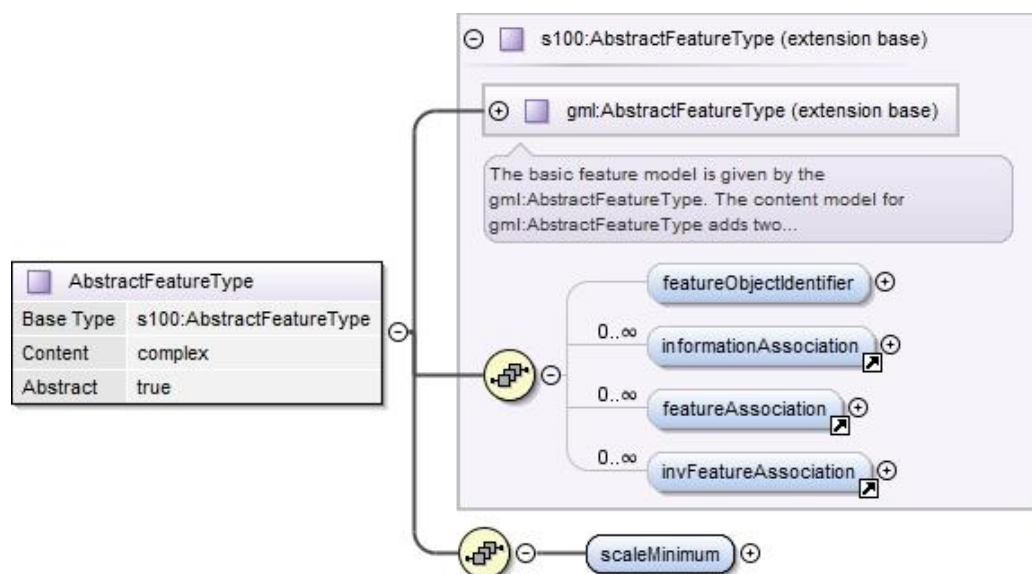 s100:AbstractFeatureType (extension base)
gml:AbstractFeatureType (extension base)
The basic feature model is given by the
gml:AbstractFeatureType. The content model for
gml:AbstractFeatureType adds two...
AbstractFeatureType
Base Type s100:AbstractFeatureType
Content complex
Abstract true
featureObjectIdentifier
0..∞
informationAssociation
0..∞
featureAssociation
0..∞
invFeatureAssociation
scaleMinimum